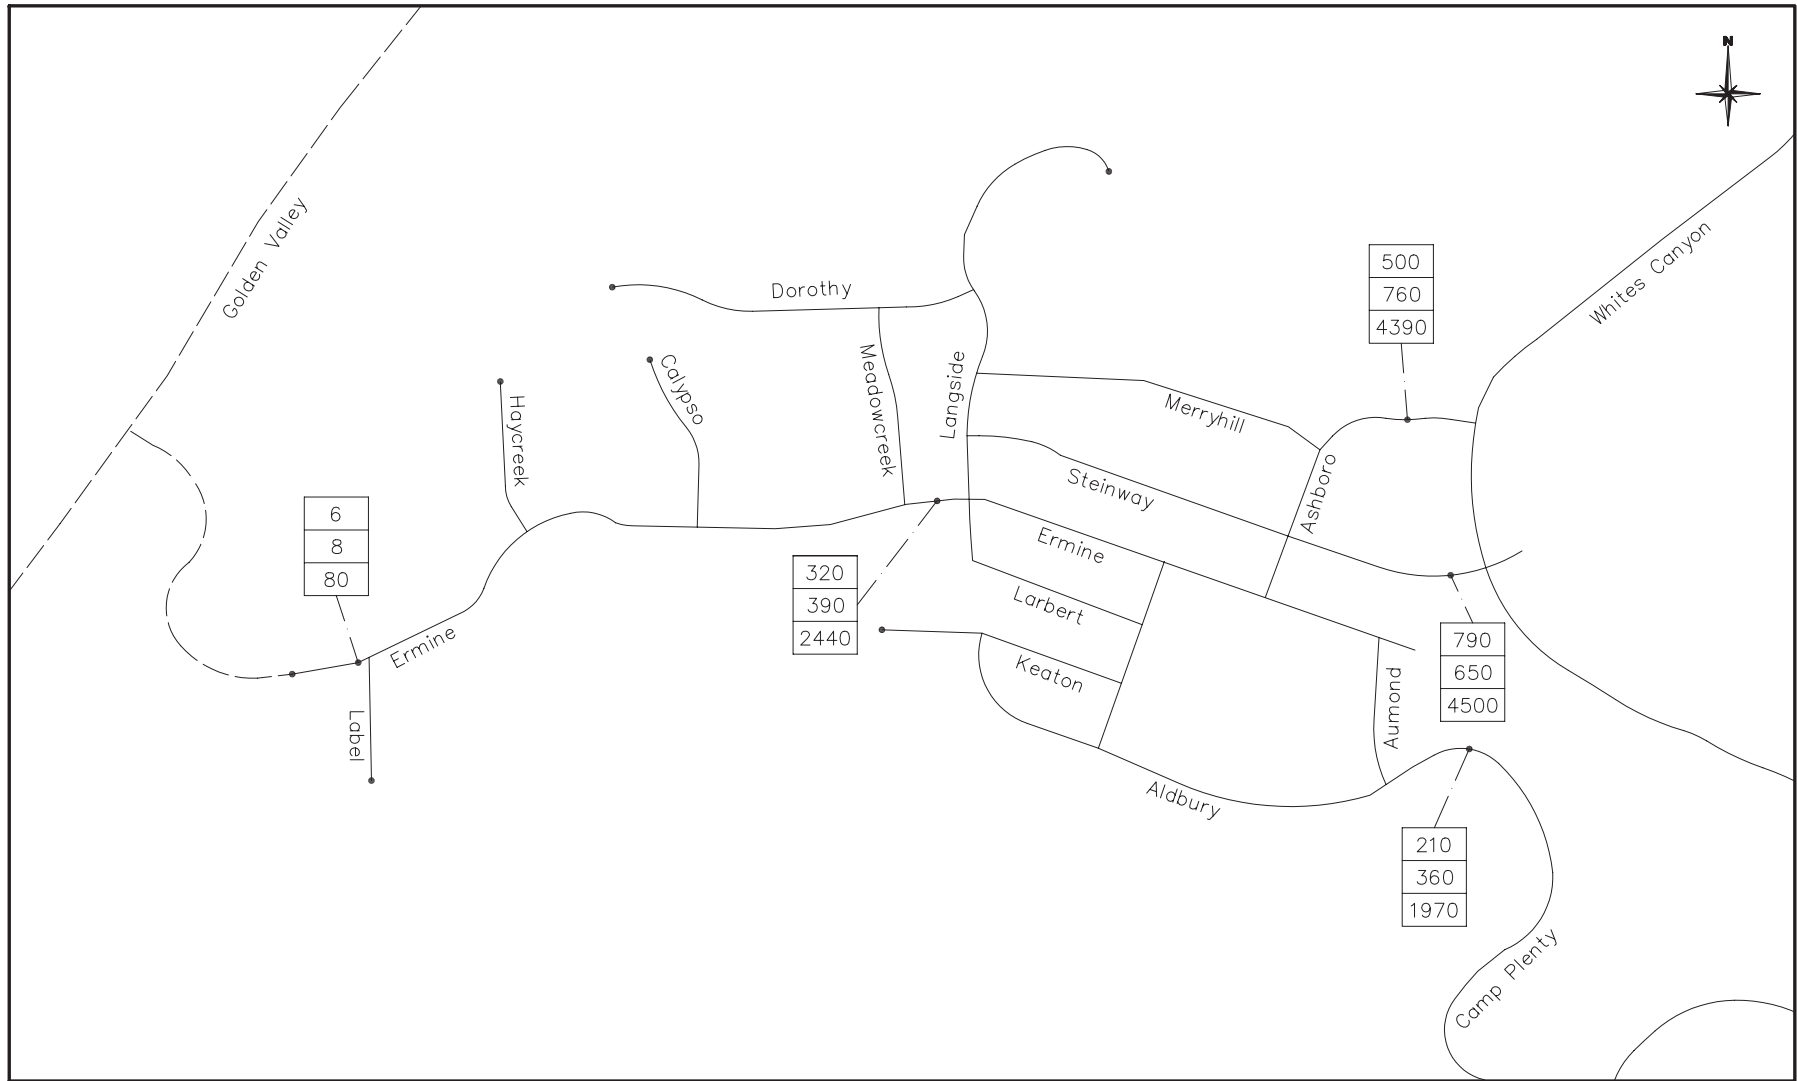 N
Golden Valley
Whites Canyon
500
760
4390
Dorothy
Meadowcreek
Langside
Calypso
Haycreek
Merryhill
Steinway
Ashboro
6
8
80
Ermine
320
390
2440
Larbert
Ermine
Keaton
790
650
4500
Label
Aumond
Aldbury
210
360
1970
Camp Plenty